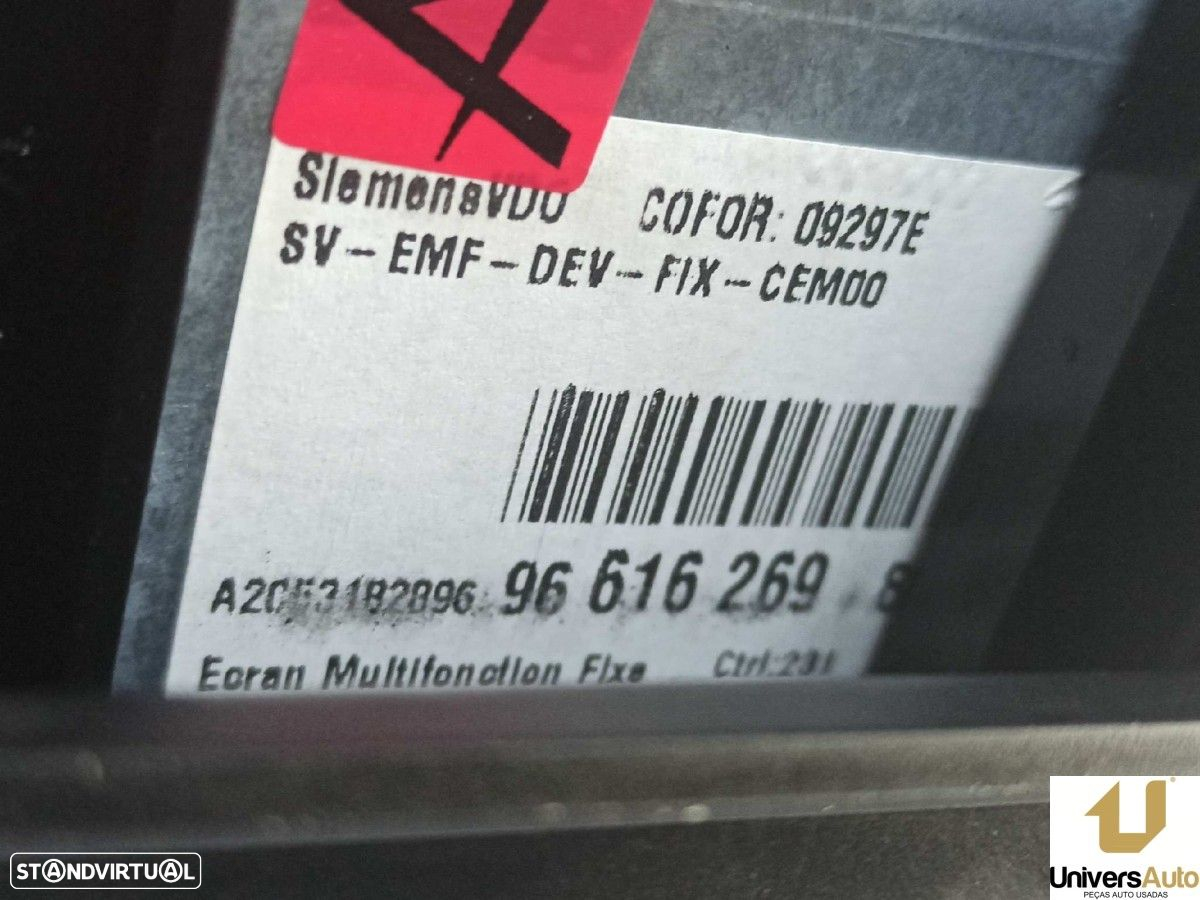 SiemensVDO COFOR: 09297E
SV-EMF-DEV-FIX-CEM00
96 616 269 8
Ecran Multifonction Fixe
STANDVIRTUAL
UniversAuto
PEÇAS AUTO USADAS